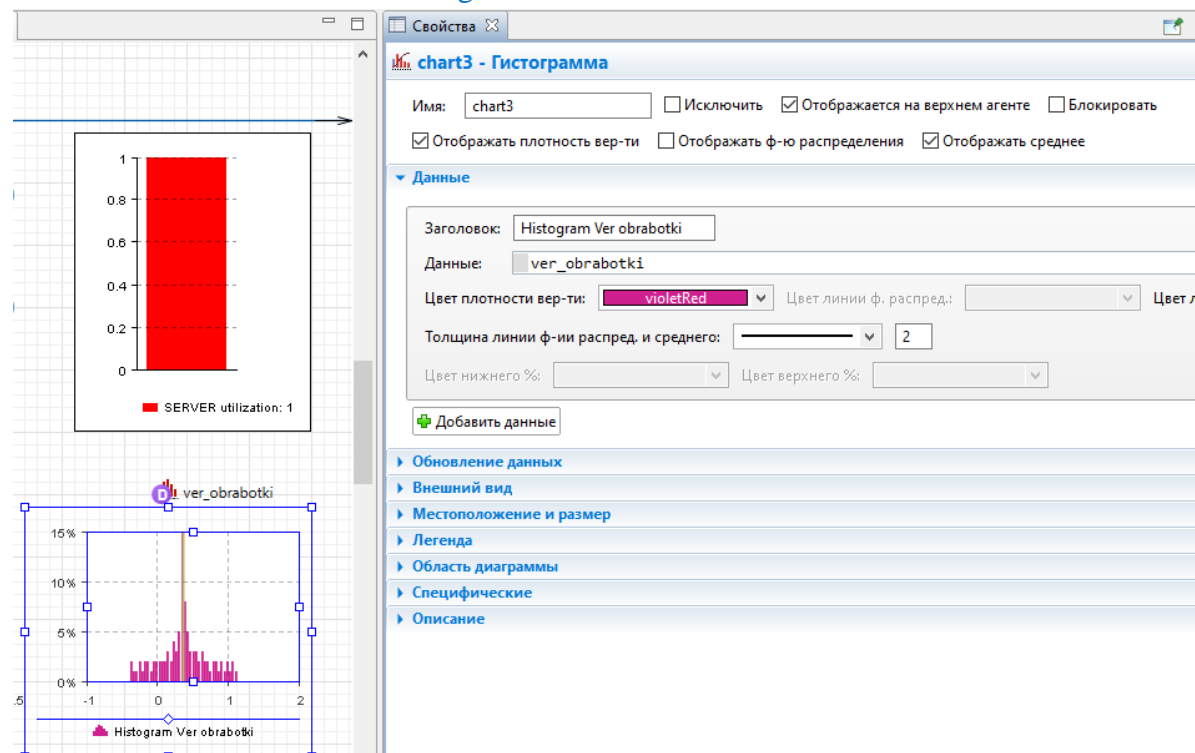 Свойства
chart3 - Гистограмма
Имя: chart3 Исключить Отображается на верхнем агенте Блокировать
Отображать плотность вер-ти Отображать ф-ю распределения Отображать среднее
Данные
Заголовок: Histogram Ver obrabotki
Данные: ver_obrabotki
Цвет плотности вер-ти: violetRed Цвет линии ф. распред.: Цвет л
Толщина линии ф-ии распред. и среднего: 2
Цвет нижнего %: Цвет верхнего %:
Добавить данные
Обновление данных
Внешний вид
Местоположение и размер
Легенда
Область диаграммы
Специфические
Описание
1
0.8
0.6
0.4
0.2
0
SERVER utilization: 1
D ver_obrabotki
15%
10%
5%
0%
.5 -1 0 1 2
Histogram Ver obrabotki